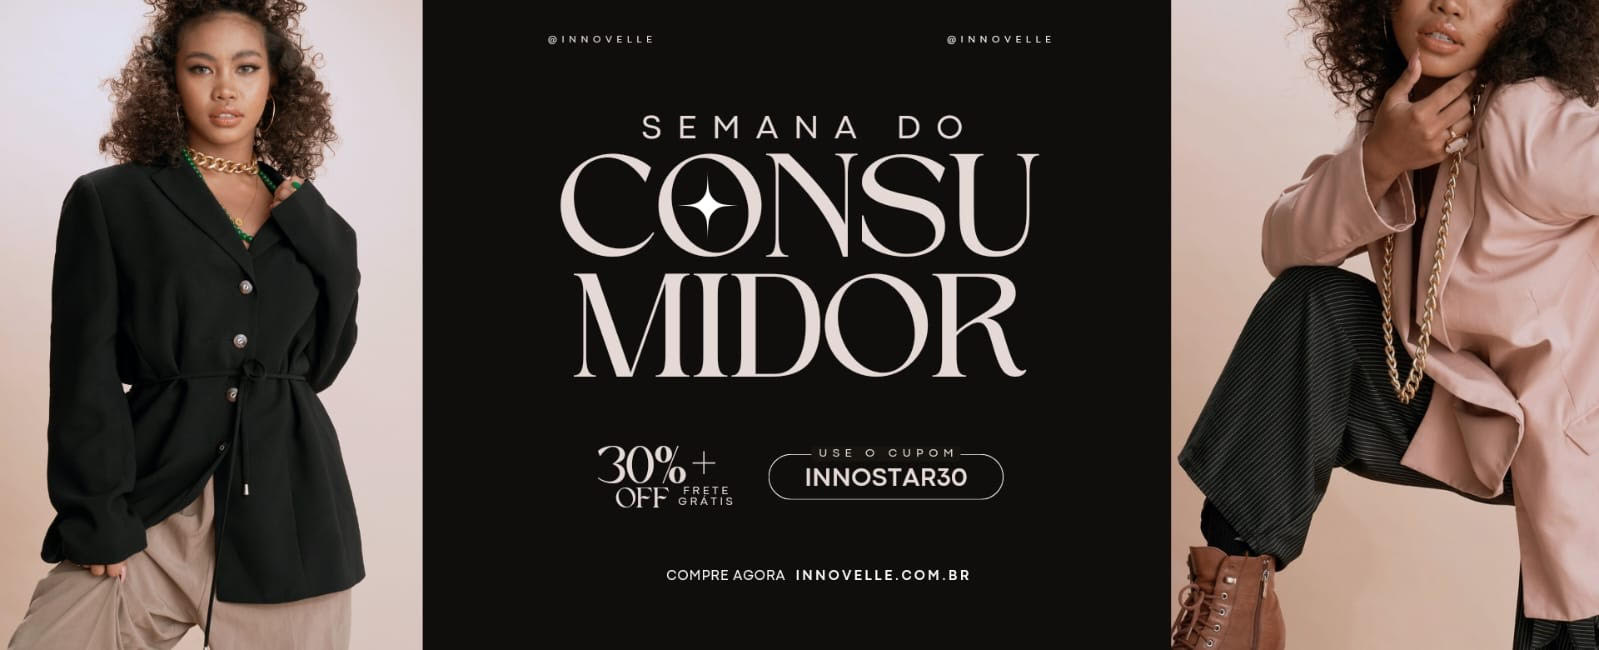 @INNOVELLE @INNOVELLE
SEMANA DO
CONSU
MIDOR
30%+
OFF FRETE
GRÁTIS
USE O CUPOM
INNOSTAR30
COMPRE AGORA INNOVELLE.COM.BR